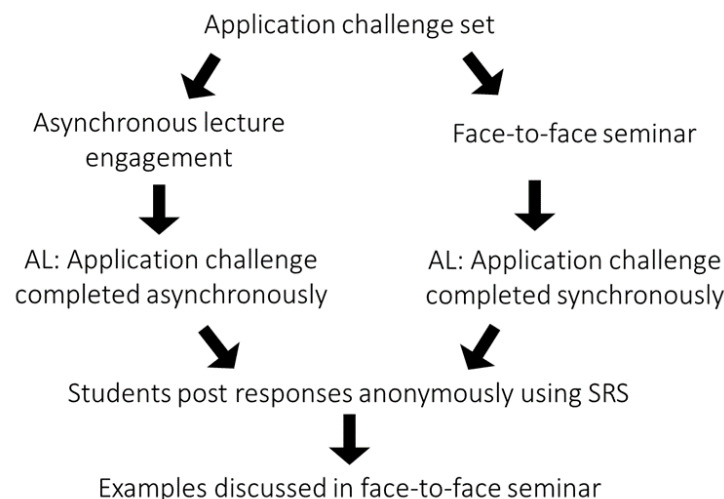 Application challenge set
Asynchronous lecture
engagement
Face-to-face seminar
AL: Application challenge
completed asynchronously
AL: Application challenge
completed synchronously
Students post responses anonymously using SRS
Examples discussed in face-to-face seminar